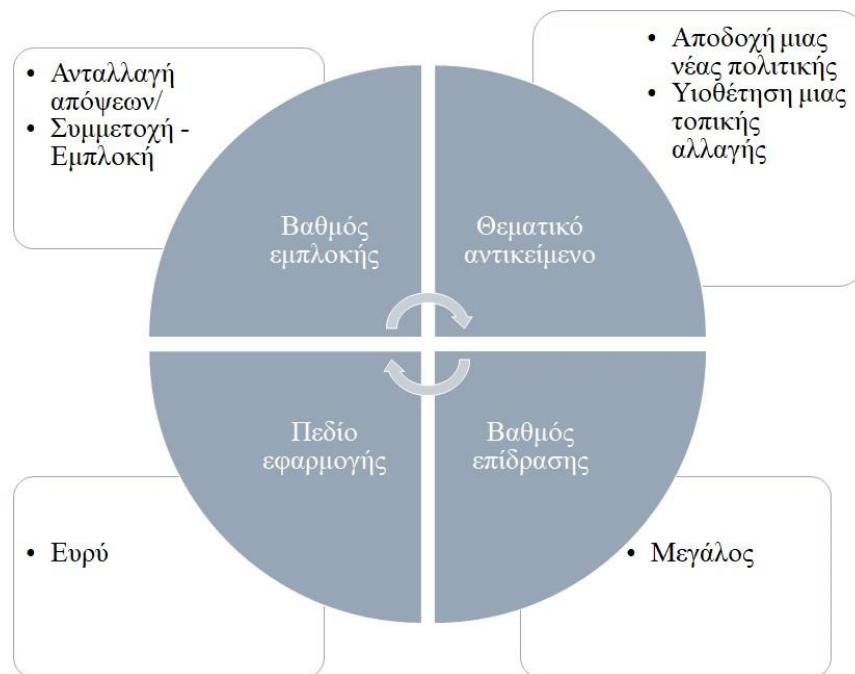 • Ανταλλαγή
απόψεων/
• Συμμετοχή -
Εμπλοκή
• Αποδοχή μιας
νέας πολιτικής
• Υιοθέτηση μιας
τοπικής
αλλαγής
Βαθμός
εμπλοκής
Θεματικό
αντικείμενο
Πεδίο
εφαρμογής
Βαθμός
επίδρασης
• Ευρύ
• Μεγάλος